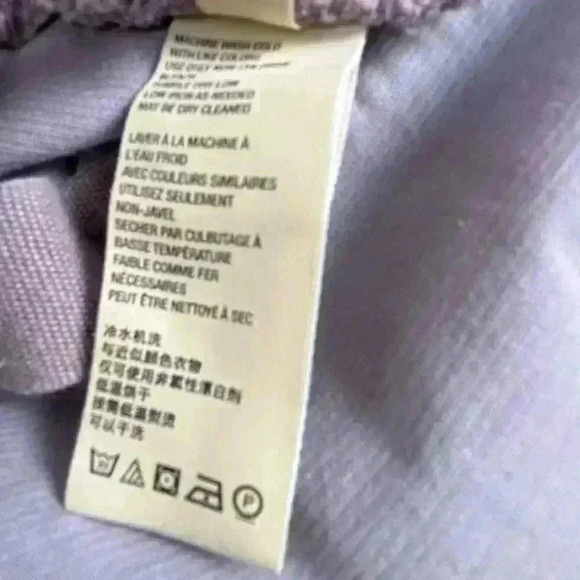 MACHINE WASH COLD
WITH LIKE COLORS
USE ONLY NON-CHLORINE
BLEACH
TUMBLE DRY LOW
LOW IRON AS NEEDED
MAY BE DRY CLEANED
LAVER À LA MACHINE À
L'EAU FROID
AVEC COULEURS SIMILAIRES
UTILISEZ SEULEMENT
NON-JAVEL
SECHER PAR CULBUTAGE À
BASSE TEMPÉRATURE
FAIBLE COMME FER
NÉCESSAIRES
PEUT ÊTRE NETTOYÉ À SEC
冷水机洗
与近似顏色衣物
仅可使用非氯性漂白劑
低温烘干
按需低温熨烫
可以干洗
P